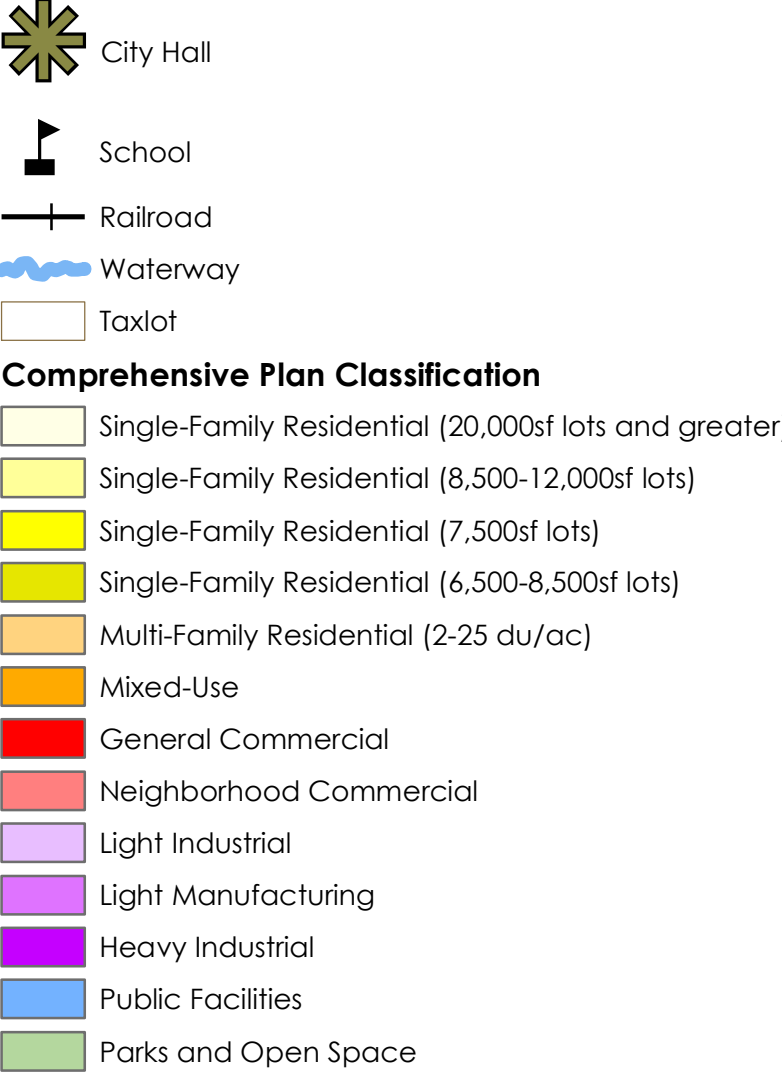 City Hall
School
Railroad
Waterway
Taxlot
Comprehensive Plan Classification
Single-Family Residential (20,000sf lots and greater
Single-Family Residential (8,500-12,000sf lots)
Single-Family Residential (7,500sf lots)
Single-Family Residential (6,500-8,500sf lots)
Multi-Family Residential (2-25 du/ac)
Mixed-Use
General Commercial
Neighborhood Commercial
Light Industrial
Light Manufacturing
Heavy Industrial
Public Facilities
Parks and Open Space